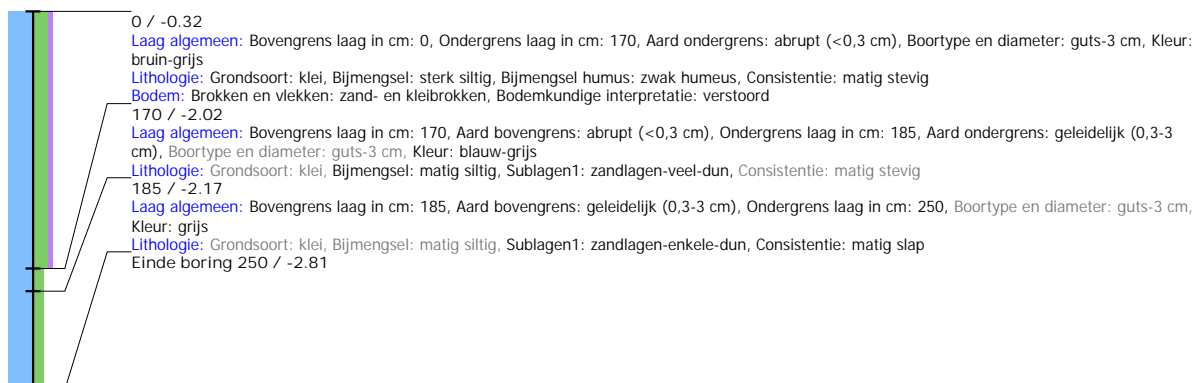 0 / -0.32
Laag algemeen: Bovengrens laag in cm: 0, Ondergrens laag in cm: 170, Aard ondergrens: abrupt (<0,3 cm), Boortype en diameter: guts-3 cm, Kleur:
bruin-grijs
Lithologie: Grondsoort: klei, Bijmengsel: sterk siltig, Bijmengsel humus: zwak humeus, Consistentie: matig stevig
Bodem: Brokken en vlekken: zand- en kleibrokken, Bodemkundige interpretatie: verstoord
170 / -2.02
Laag algemeen: Bovengrens laag in cm: 170, Aard bovengrens: abrupt (<0,3 cm), Ondergrens laag in cm: 185, Aard ondergrens: geleidelijk (0,3-3
cm), Boortype en diameter: guts-3 cm, Kleur: blauw-grijs
Lithologie: Grondsoort: klei, Bijmengsel: matig siltig, Sublagen1: zandlagen-veel-dun, Consistentie: matig stevig
185 / -2.17
Laag algemeen: Bovengrens laag in cm: 185, Aard bovengrens: geleidelijk (0,3-3 cm), Ondergrens laag in cm: 250, Boortype en diameter: guts-3 cm,
Kleur: grijs
Lithologie: Grondsoort: klei, Bijmengsel: matig siltig, Sublagen1: zandlagen-enkele-dun, Consistentie: matig slap
Einde boring 250 / -2.81